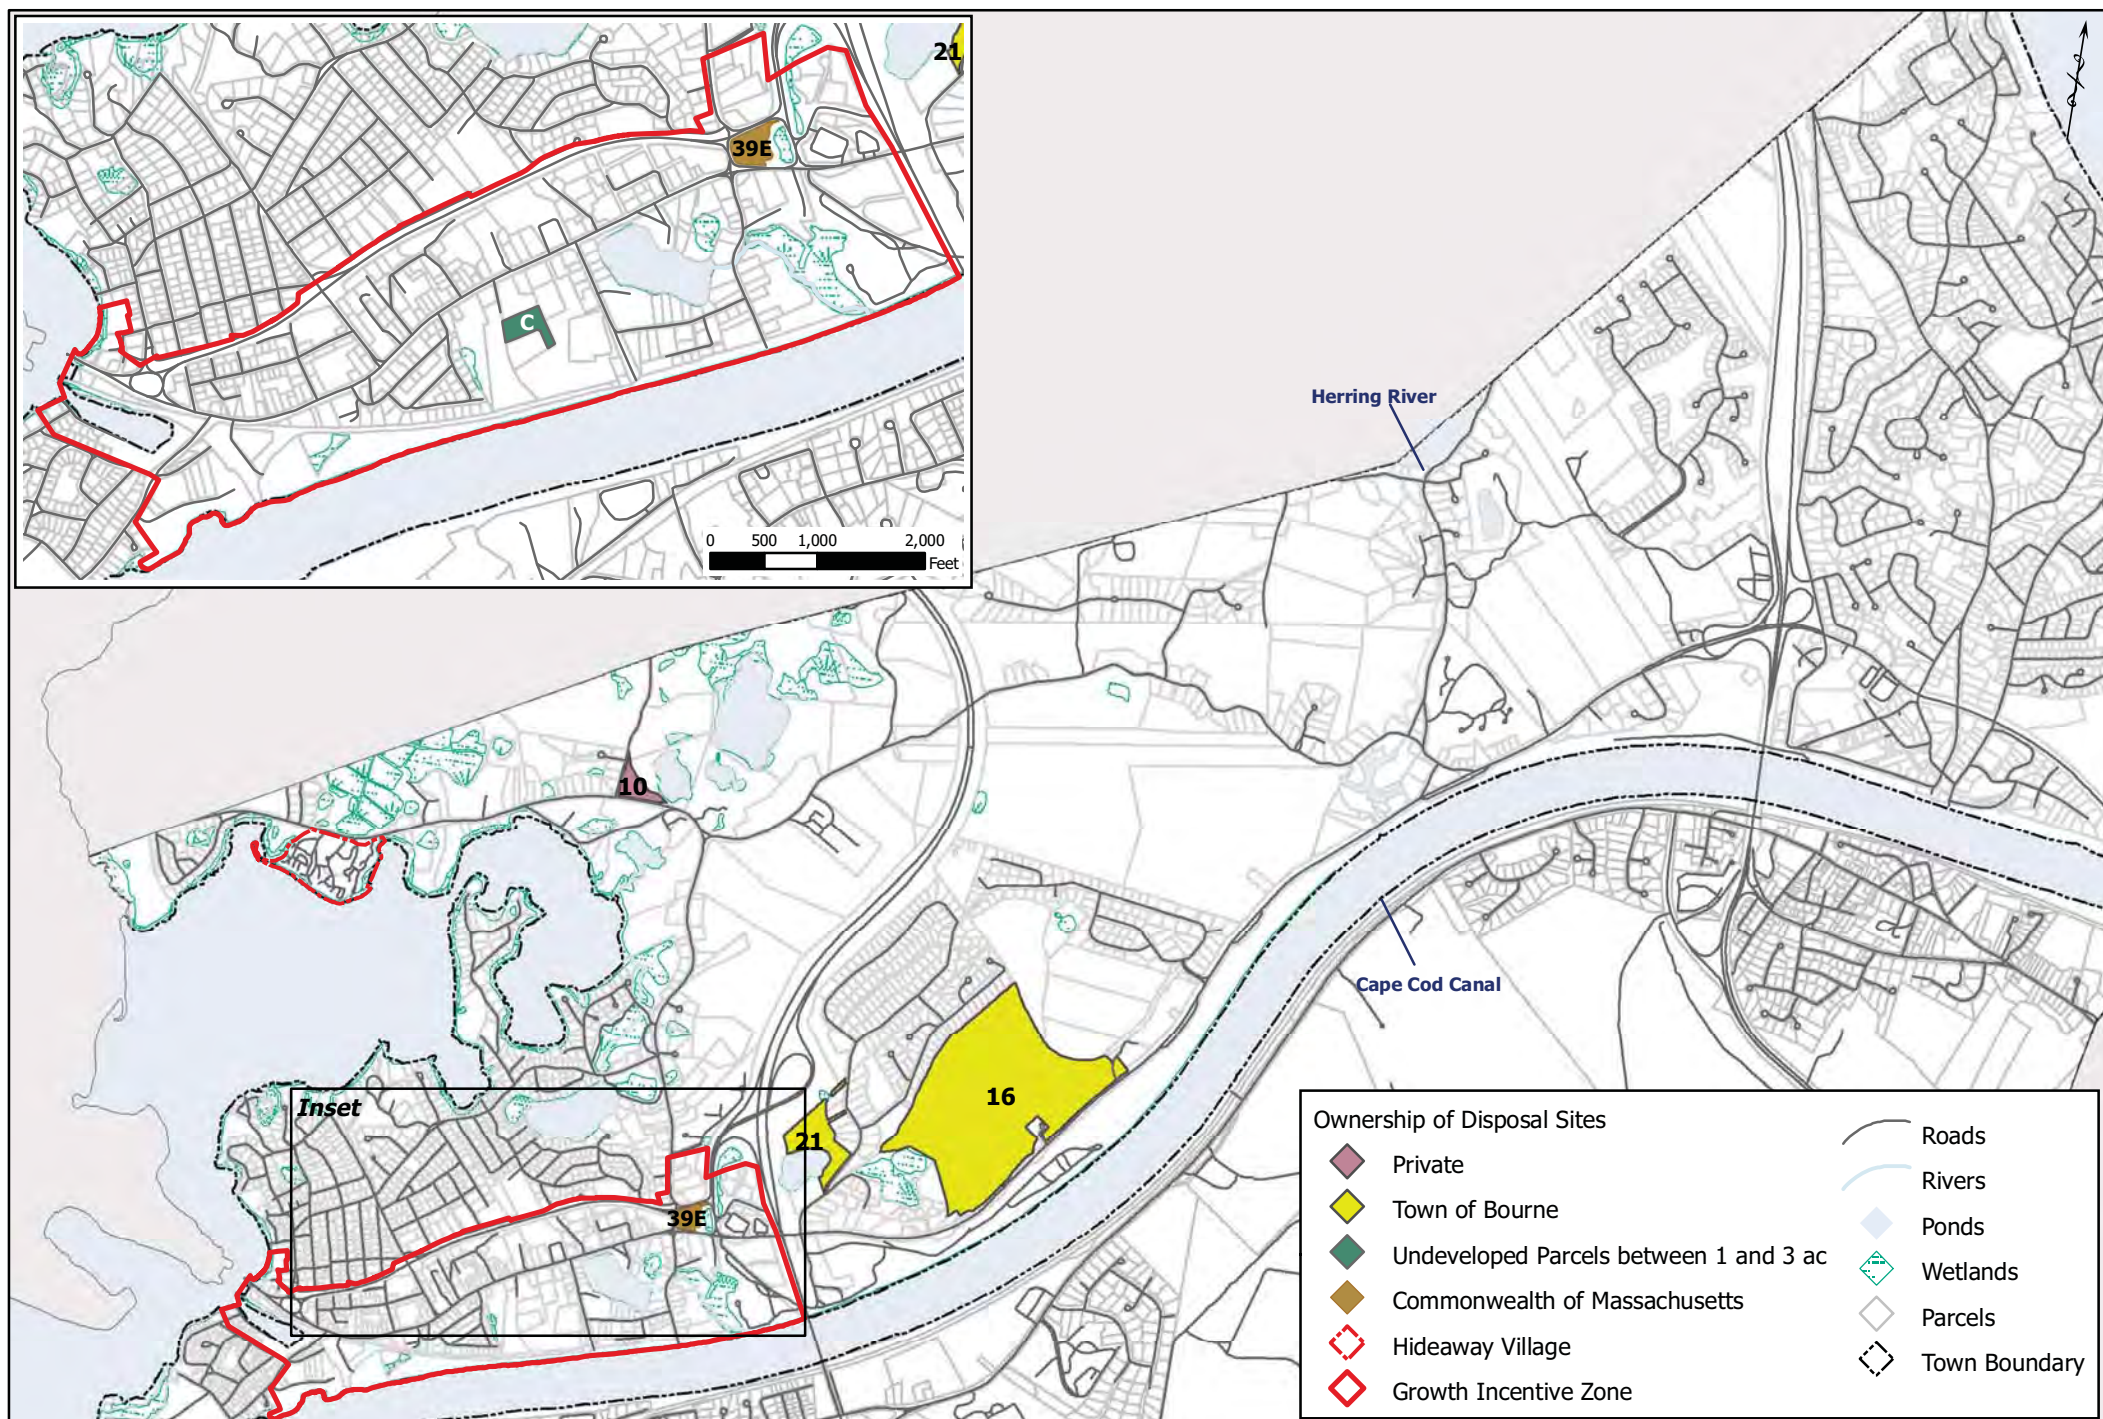 21
39E
C
0 500 1,000 2,000
Feet
Herring River
10
Cape Cod Canal
16
21
Inset
39E
Ownership of Disposal Sites
Private
Town of Bourne
Undeveloped Parcels between 1 and 3 ac
Commonwealth of Massachusetts
Hideaway Village
Growth Incentive Zone
Roads
Rivers
Ponds
Wetlands
Parcels
Town Boundary